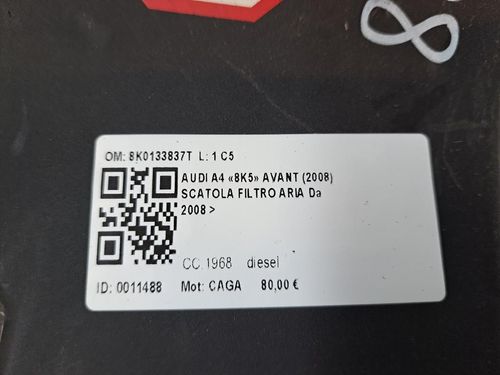 8
OM: 8K0133837T L: 1 C5
AUDI A4 «8K5» AVANT (2008)
SCATOLA FILTRO ARIA Da
2008 >
CC.1968 diesel
ID: 0011488 Mot: CAGA 80,00 €